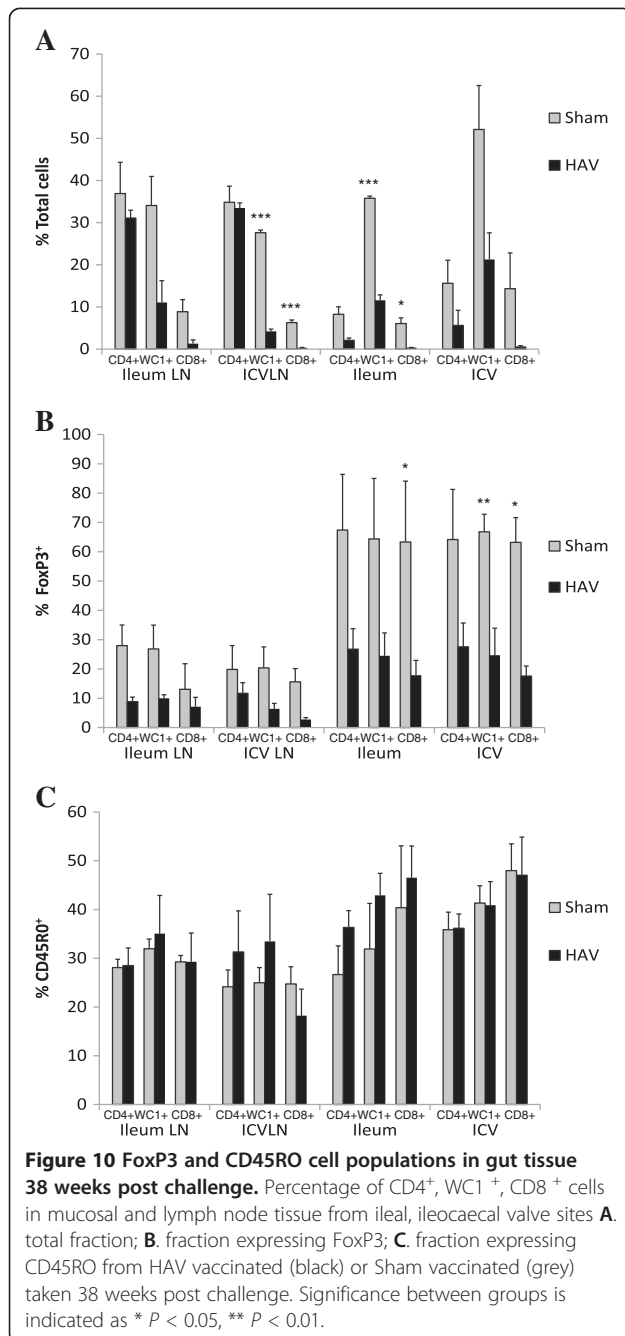 A
70
60
50
40
30
20
10
0
% Total cells
***
***
***
*
Sham
HAV
CD4+WC1+ CD8+ CD4+WC1+ CD8+ CD4+WC1+ CD8+ CD4+WC1+ CD8+
Ileum LN ICVLN Ileum ICV
B
100
90
80
70
60
50
40
30
20
10
0
% FoxP3+
*
**
*
Sham
HAV
CD4+WC1+ CD8+ CD4+WC1+ CD8+ CD4+WC1+ CD8+ CD4+WC1+ CD8+
Ileum LN ICV LN Ileum ICV
C
60
50
40
30
20
10
0
% CD45R0+
Sham
HAV
CD4+WC1+ CD8+ CD4+WC1+ CD8+ CD4+WC1+ CD8+ CD4+WC1+ CD8+
Ileum LN ICVLN Ileum ICV
Figure 10 FoxP3 and CD45RO cell populations in gut tissue
38 weeks post challenge. Percentage of CD4+, WC1 +, CD8 + cells
in mucosal and lymph node tissue from ileal, ileocaecal valve sites A.
total fraction; B. fraction expressing FoxP3; C. fraction expressing
CD45RO from HAV vaccinated (black) or Sham vaccinated (grey)
taken 38 weeks post challenge. Significance between groups is
indicated as * P < 0.05, ** P < 0.01.